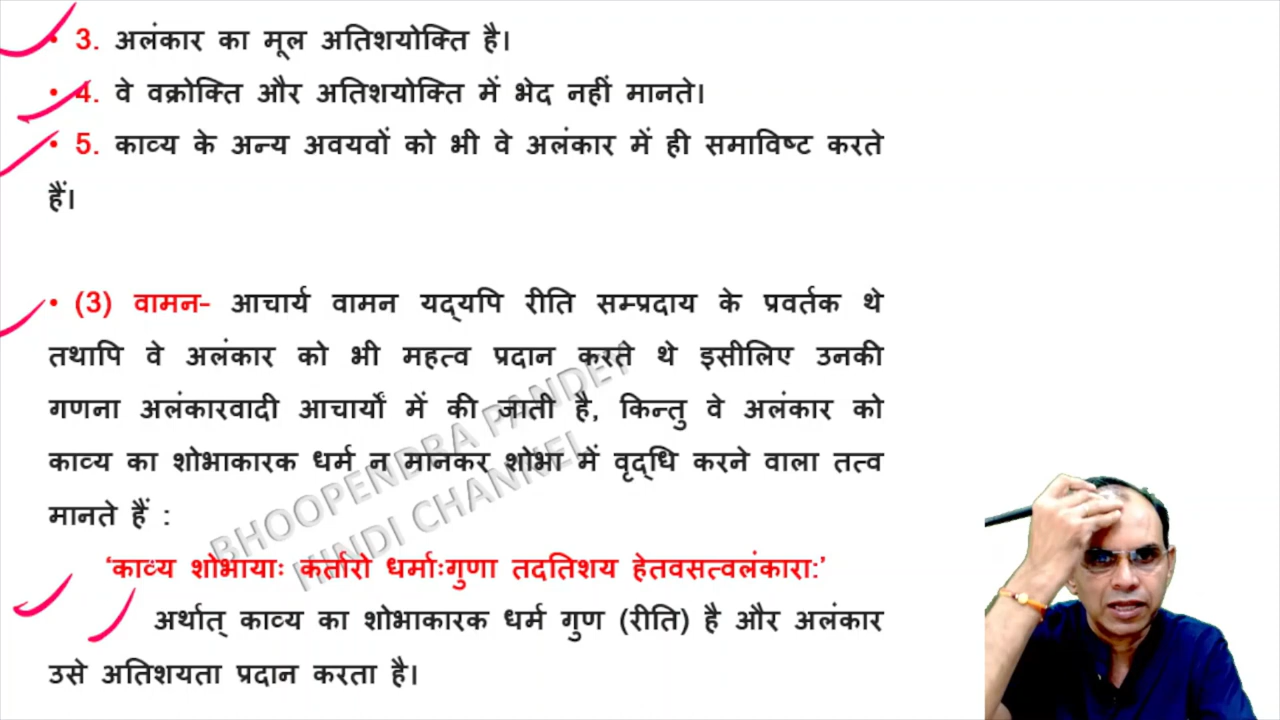 • 3. अलंकार का मूल अतिशयोक्ति है।
• 4. वे वक्रोक्ति और अतिशयोक्ति में भेद नहीं मानते।
• 5. काव्य के अन्य अवयवों को भी वे अलंकार में ही समाविष्ट करते
हैं।
• (3) वामन– आचार्य वामन यद्यपि रीति सम्प्रदाय के प्रवर्तक थे
तथापि वे अलंकार को भी महत्व प्रदान करते थे इसीलिए उनकी
गणना अलंकारवादी आचार्यों में की जाती है, किन्तु वे अलंकार को
काव्य का शोभाकारक धर्म न मानकर शोभा में वृद्धि करने वाला तत्व
मानते हैं :
‘काव्य शोभायाः कर्तारो धर्माःगुणा तदतिशय हेतवसत्वलंकारा:’
अर्थात् काव्य का शोभाकारक धर्म गुण (रीति) है और अलंकार
उसे अतिशयता प्रदान करता है।
BHOOPENDRA PANDEY
HINDI CHANNEL